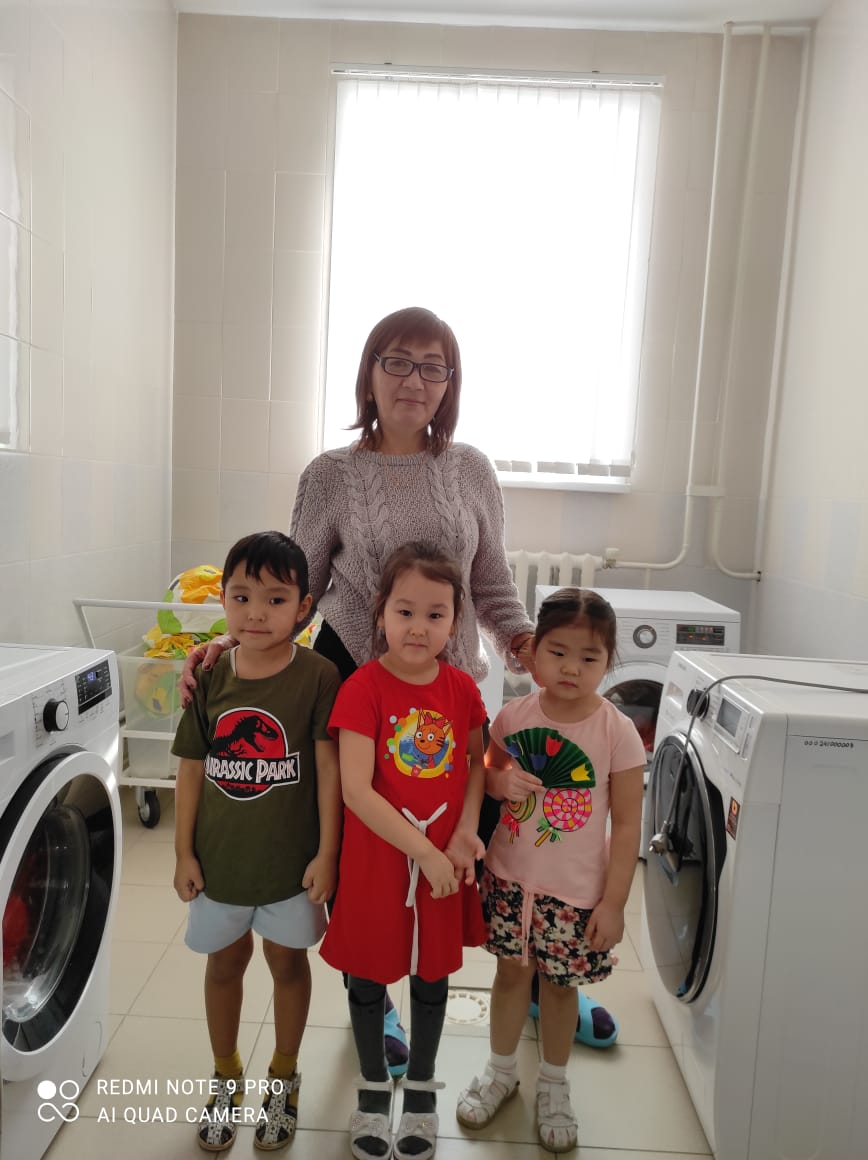 JURASSIC PARK
REDMI NOTE 9 PRO
AI QUAD CAMERA